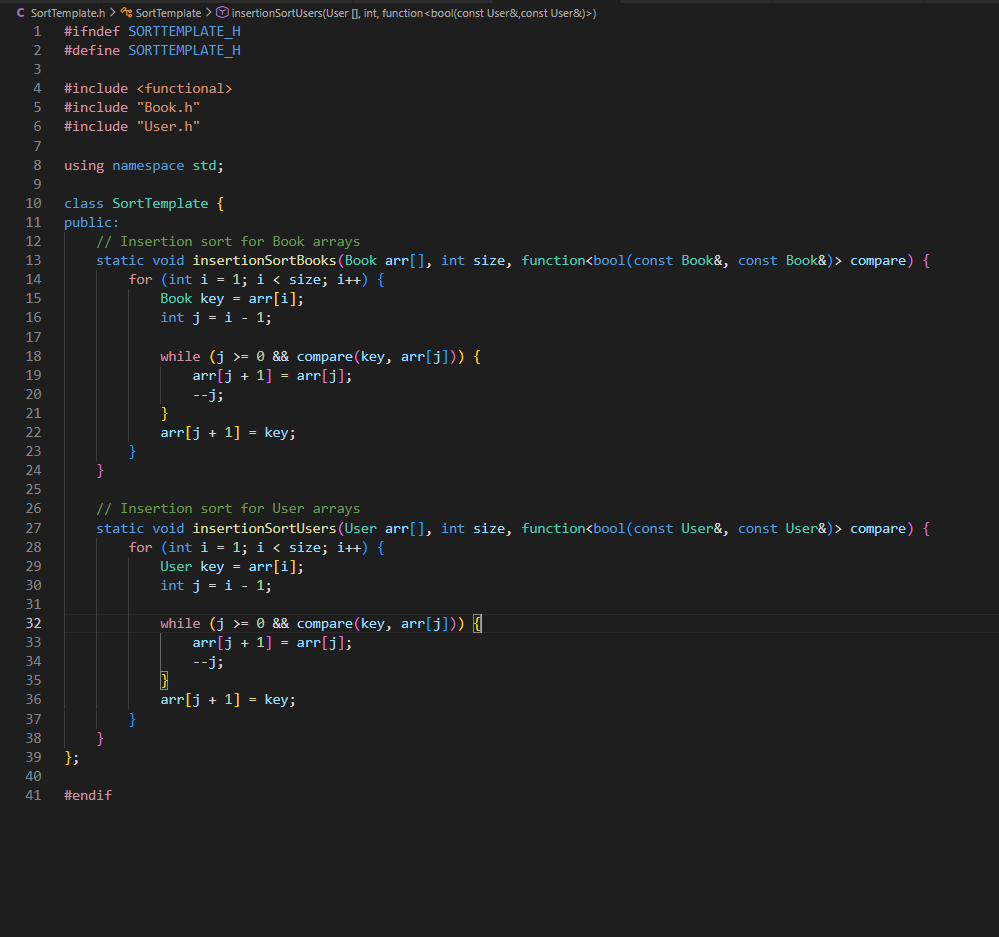 SortTemplate.h > SortTemplate > insertionSortUsers(User [], int, function<bool(const User&,const User&)>)
1 #ifndef SORTTEMPLATE_H
2 #define SORTTEMPLATE_H
3
4 #include <functional>
5 #include "Book.h"
6 #include "User.h"
7
8 using namespace std;
9
10 class SortTemplate {
11 public:
12     // Insertion sort for Book arrays
13     static void insertionSortBooks(Book arr[], int size, function<bool(const Book&, const Book&)> compare) {
14         for (int i = 1; i < size; i++) {
15             Book key = arr[i];
16             int j = i - 1;
17
18             while (j >= 0 && compare(key, arr[j])) {
19                 arr[j + 1] = arr[j];
20                 --j;
21             }
22             arr[j + 1] = key;
23         }
24     }
25
26     // Insertion sort for User arrays
27     static void insertionSortUsers(User arr[], int size, function<bool(const User&, const User&)> compare) {
28         for (int i = 1; i < size; i++) {
29             User key = arr[i];
30             int j = i - 1;
31
32             while (j >= 0 && compare(key, arr[j])) {
33                 arr[j + 1] = arr[j];
34                 --j;
35             }
36             arr[j + 1] = key;
37         }
38     }
39 };
40
41 #endif